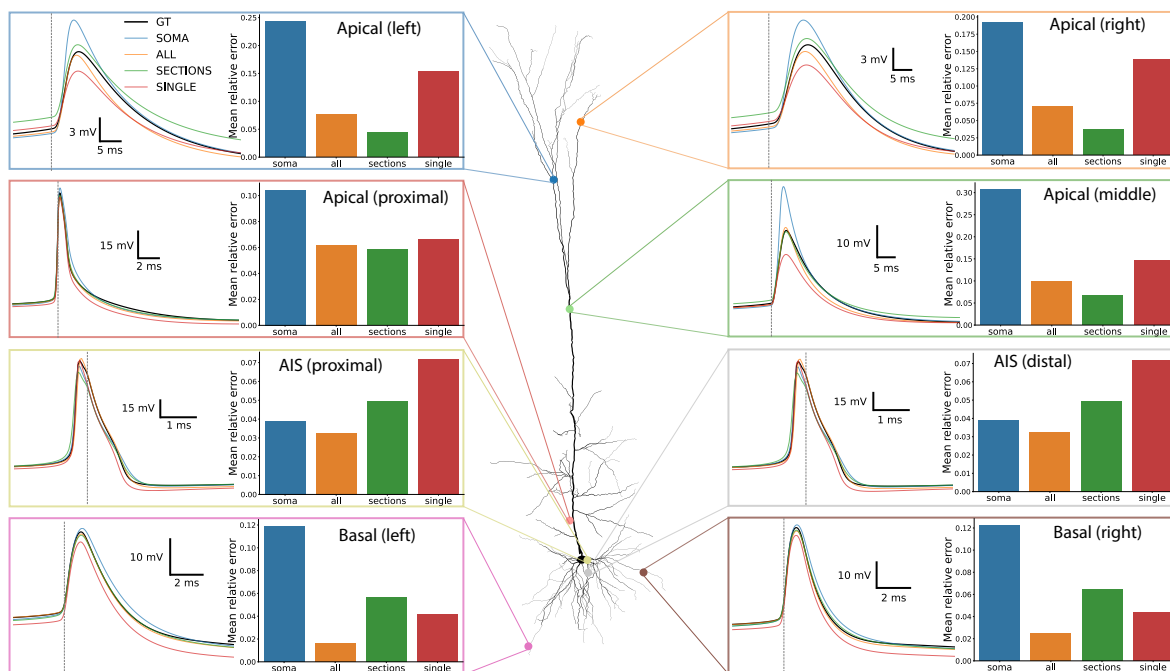 GT
SOMA
ALL
SECTIONS
SINGLE
3 mV
5 ms
Apical (left)
Mean relative error
0.25
0.20
0.15
0.10
0.05
0.00
soma
all
sections
single
Apical (right)
3 mV
5 ms
Mean relative error
0.200
0.175
0.150
0.125
0.100
0.075
0.050
0.025
0.000
soma
all
sections
single
Apical (proximal)
15 mV
2 ms
Mean relative error
0.10
0.08
0.06
0.04
0.02
0.00
soma
all
sections
single
Apical (middle)
10 mV
5 ms
Mean relative error
0.30
0.25
0.20
0.15
0.10
0.05
0.00
soma
all
sections
single
AIS (proximal)
15 mV
1 ms
Mean relative error
0.07
0.06
0.05
0.04
0.03
0.02
0.01
0.00
soma
all
sections
single
AIS (distal)
15 mV
1 ms
Mean relative error
0.07
0.06
0.05
0.04
0.03
0.02
0.01
0.00
soma
all
sections
single
Basal (left)
10 mV
2 ms
Mean relative error
0.12
0.10
0.08
0.06
0.04
0.02
0.00
soma
all
sections
single
Basal (right)
10 mV
2 ms
Mean relative error
0.12
0.10
0.08
0.06
0.04
0.02
0.00
soma
all
sections
single